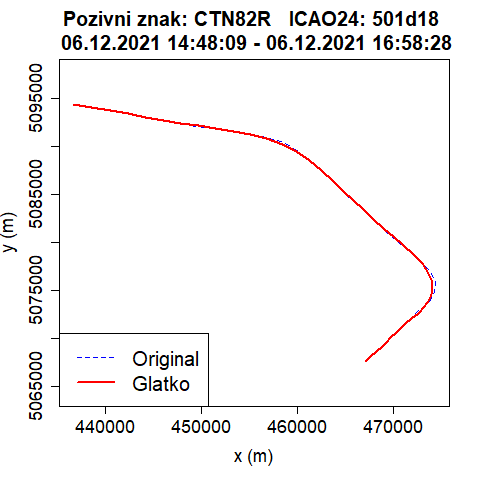 Pozivni znak: CTN82R   ICAO24: 501d18
06.12.2021 14:48:09 - 06.12.2021 16:58:28
5095000
5085000
5075000
5065000
y (m)
Original
Glatko
440000 450000 460000 470000
x (m)